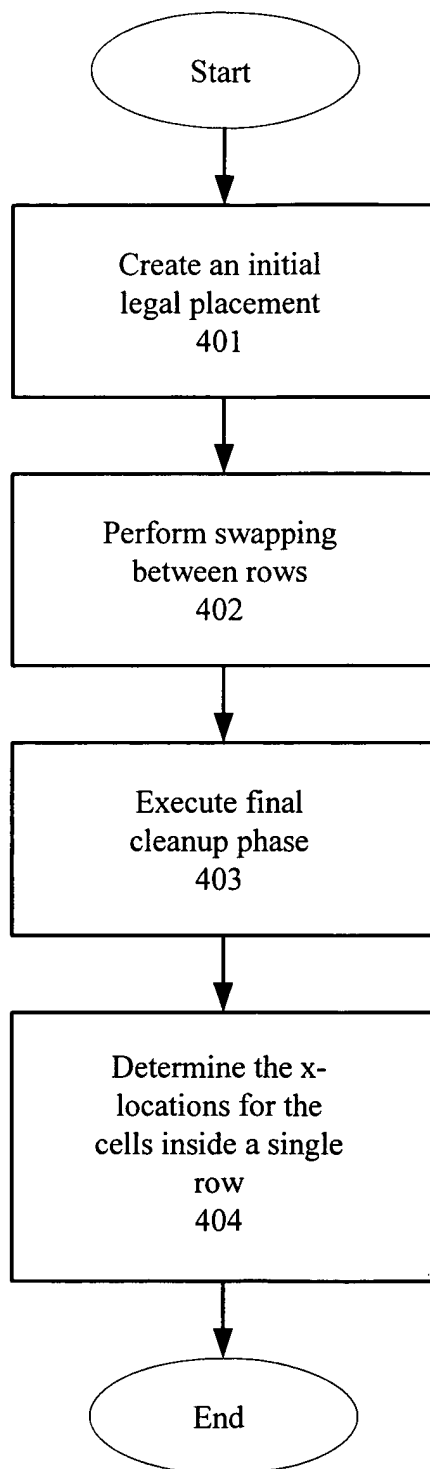 Start
Create an initial
legal placement
401
Perform swapping
between rows
402
Execute final
cleanup phase
403
Determine the x-
locations for the
cells inside a single
row
404
End